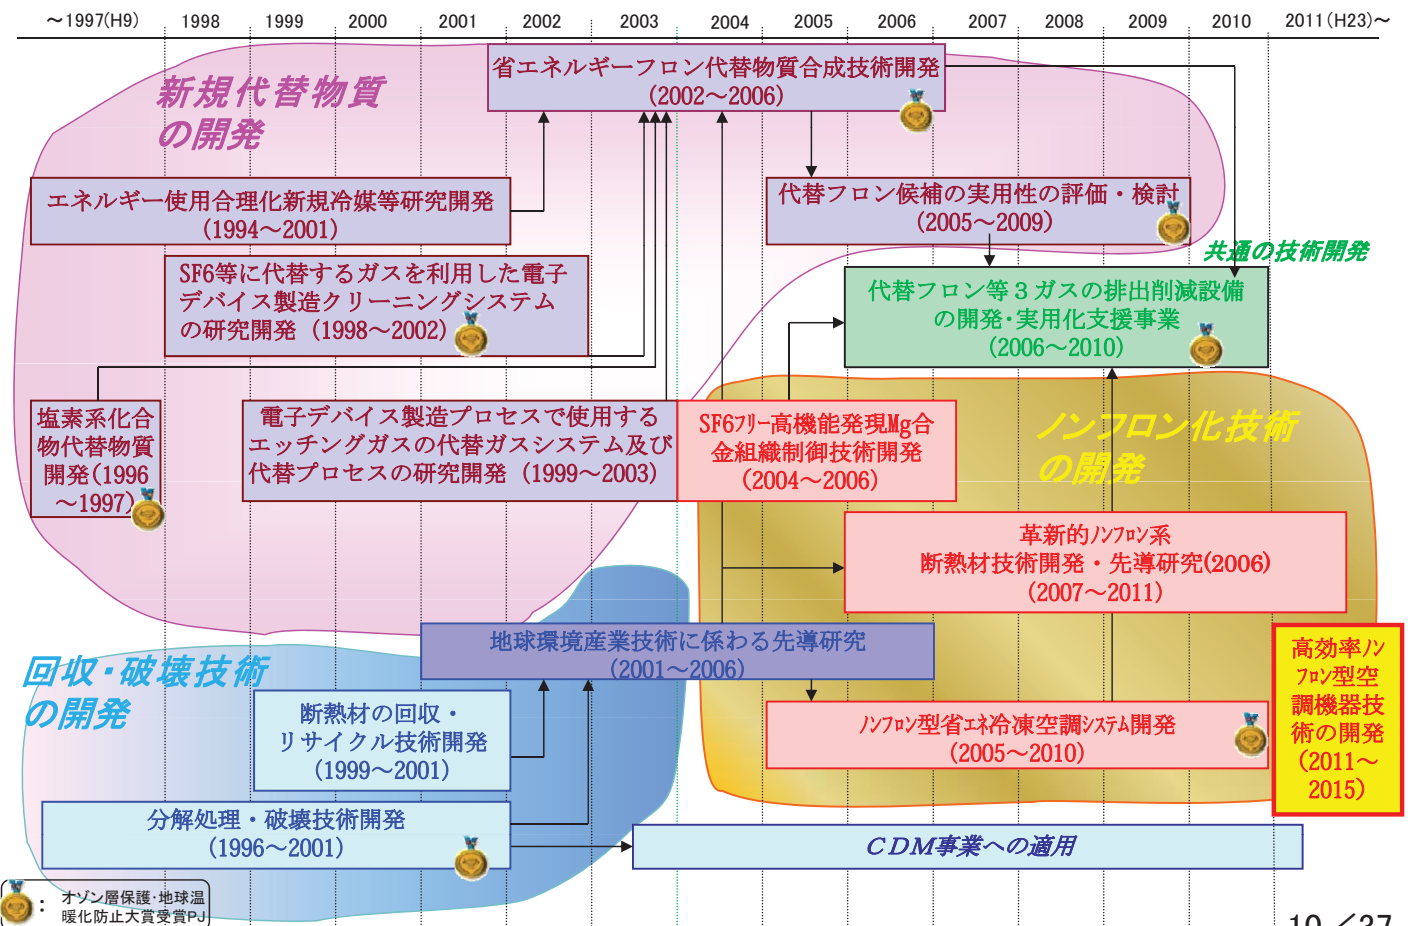 ～1997(H9) 1998 1999 2000 2001 2002 2003 2004 2005 2006 2007 2008 2009 2010 2011(H23)～
新規代替物質
の開発
省エネルギーフロン代替物質合成技術開発
(2002～2006)
エネルギー使用合理化新規冷媒等研究開発
(1994～2001)
代替フロン候補の実用性の評価・検討
(2005～2009)
SF6等に代替するガスを利用した電子
デバイス製造クリーニングシステム
の研究開発（1998～2002)
共通の技術開発
代替フロン等３ガスの排出削減設備
の開発・実用化支援事業
(2006～2010)
塩素系化合
物代替物質
開発(1996
～1997)
電子デバイス製造プロセスで使用する
エッチングガスの代替ガスシステム及び
代替プロセスの研究開発（1999～2003)
SF6ﾌﾘｰ高機能発現Mg合
金組織制御技術開発
(2004～2006)
ノンフロン化技術
の開発
革新的ﾉﾝﾌﾛﾝ系
断熱材技術開発・先導研究(2006)
(2007～2011)
地球環境産業技術に係わる先導研究
(2001～2006)
回収・破壊技術
の開発
断熱材の回収・
リサイクル技術開発
(1999～2001)
ﾉﾝﾌﾛﾝ型省ｴﾈ冷凍空調ｼｽﾃﾑ開発
(2005～2010)
高効率ﾉﾝ
ﾌﾛﾝ型空
調機器技
術の開発
(2011～
2015)
分解処理・破壊技術開発
(1996～2001)
ＣＤＭ事業への適用
： オゾン層保護・地球温
暖化防止大賞受賞PJ
10／37